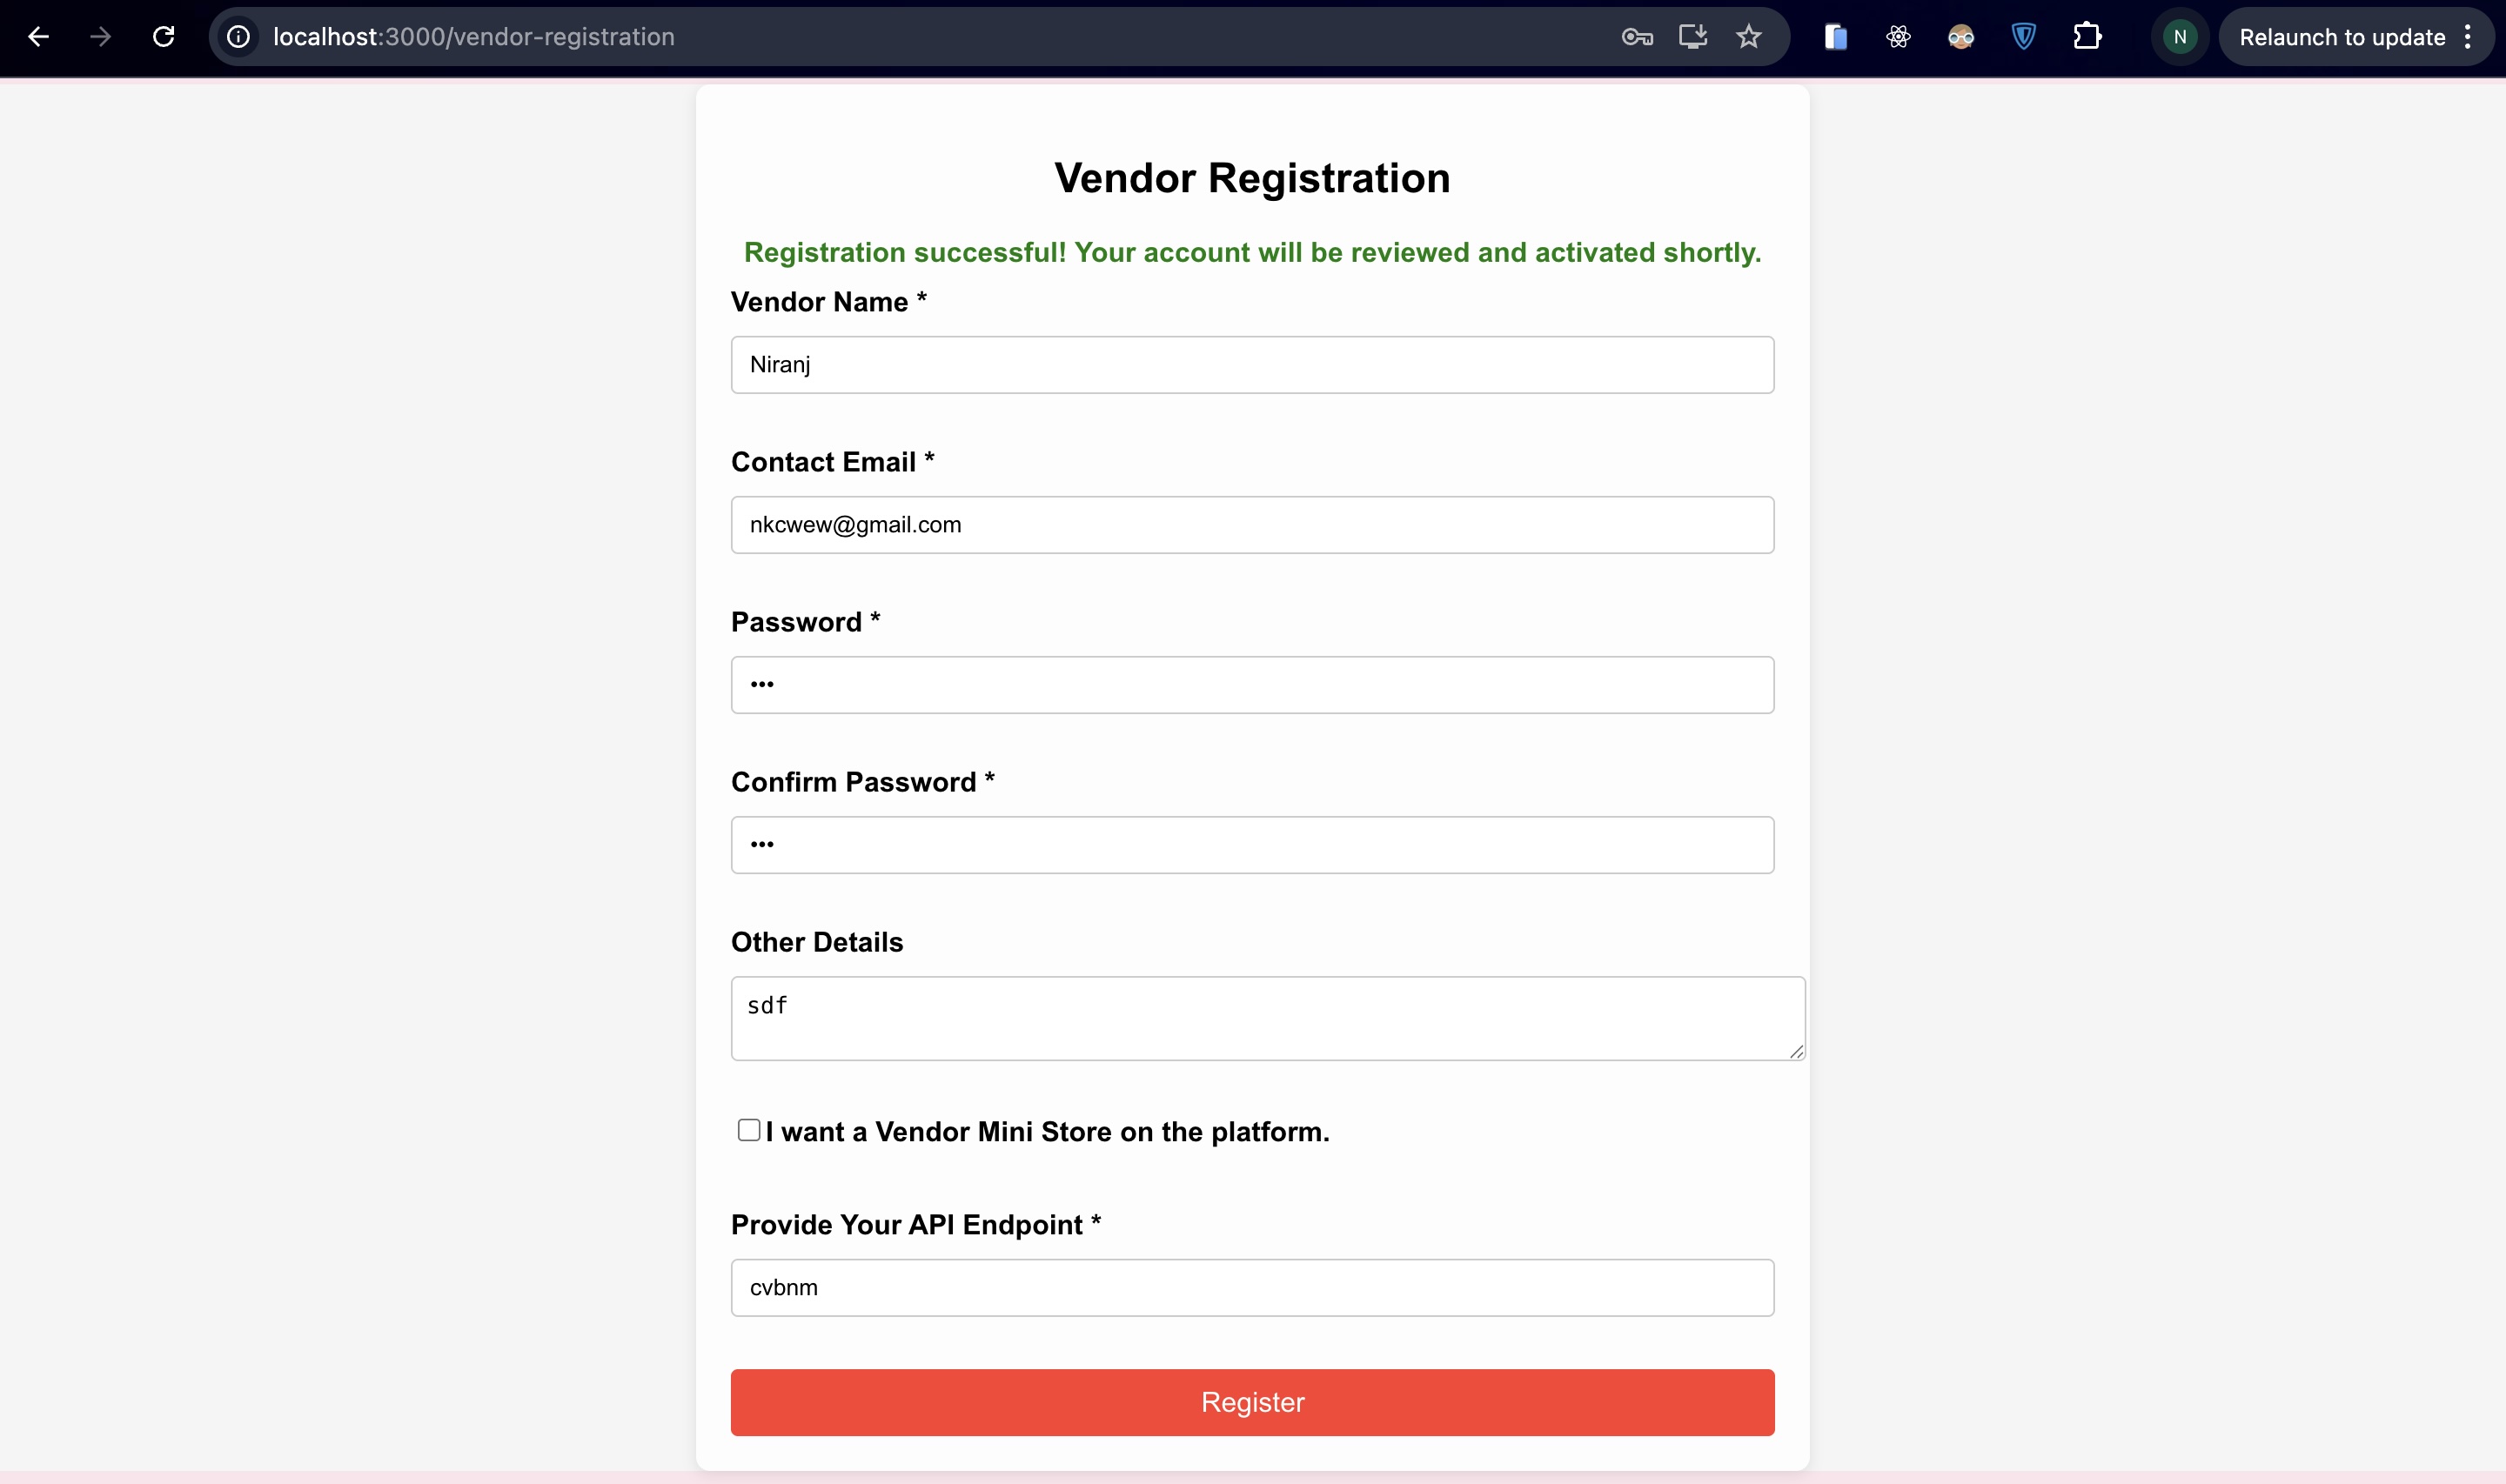 localhost:3000/vendor-registration
N
Relaunch to update
Vendor Registration
Registration successful! Your account will be reviewed and activated shortly.
Vendor Name *
Niranj
Contact Email *
nkcwew@gmail.com
Password *
•••
Confirm Password *
•••
Other Details
sdf
I want a Vendor Mini Store on the platform.
Provide Your API Endpoint *
cvbnm
Register